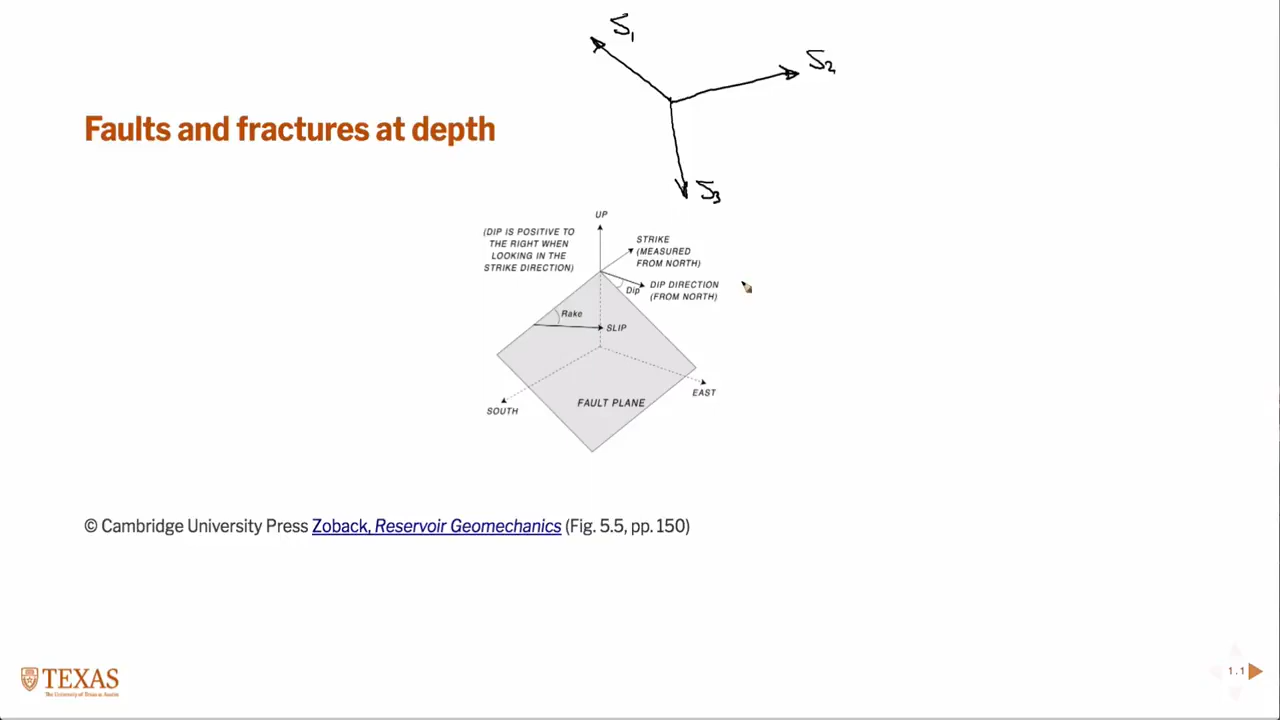 S1
S2
Faults and fractures at depth
S3
UP
(DIP IS POSITIVE TO
THE RIGHT WHEN
LOOKING IN THE
STRIKE DIRECTION)
STRIKE
(MEASURED
FROM NORTH)
Dip
DIP DIRECTION
(FROM NORTH)
Rake
SLIP
EAST
FAULT PLANE
SOUTH
© Cambridge University Press Zoback, Reservoir Geomechanics (Fig. 5.5, pp. 150)
TEXAS
The University of Texas at Austin
1.1